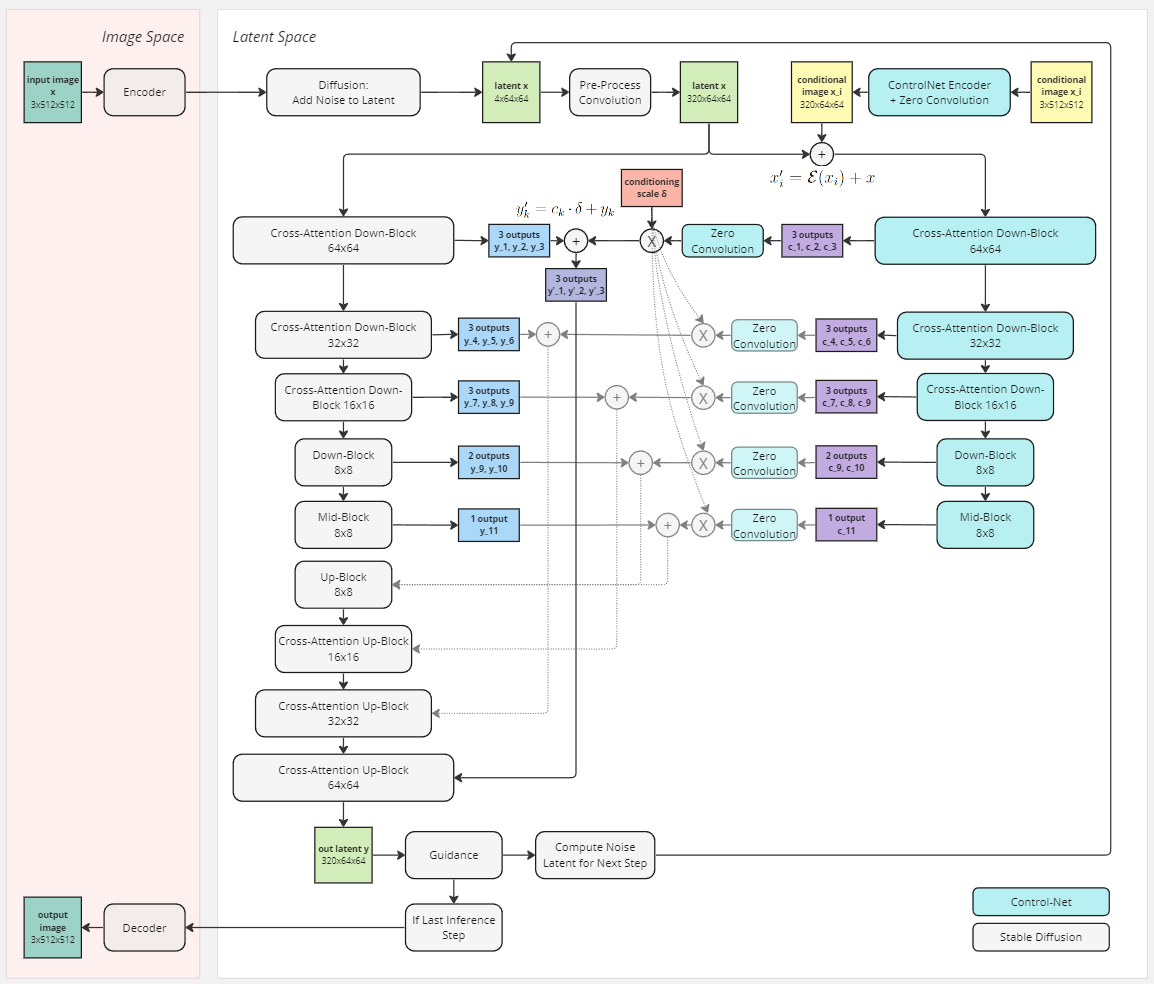 Image Space
Latent Space
input image
x
3x512x512
Encoder
Diffusion:
Add Noise to Latent
latent x
4x64x64
Pre-Process
Convolution
latent x
320x64x64
conditional
image x_i
320x64x64
ControlNet Encoder
+ Zero Convolution
conditional
image x_i
3x512x512
+
x′_i = ℰ(x_i) + x
conditioning
scale δ
y′_k = c_k · δ + y_k
Cross-Attention Down-Block
64x64
3 outputs
y_1, y_2, y_3
+
X
Zero
Convolution
3 outputs
c_1, c_2, c_3
Cross-Attention Down-Block
64x64
3 outputs
y'_1, y'_2, y'_3
Cross-Attention Down-Block
32x32
3 outputs
y_4, y_5, y_6
+
X
Zero
Convolution
3 outputs
c_4, c_5, c_6
Cross-Attention Down-Block
32x32
Cross-Attention Down-
Block 16x16
3 outputs
y_7, y_8, y_9
+
X
Zero
Convolution
3 outputs
c_7, c_8, c_9
Cross-Attention Down-
Block 16x16
Down-Block
8x8
2 outputs
y_9, y_10
+
X
Zero
Convolution
2 outputs
c_9, c_10
Down-Block
8x8
Mid-Block
8x8
1 output
y_11
+
X
Zero
Convolution
1 output
c_11
Mid-Block
8x8
Up-Block
8x8
Cross-Attention Up-Block
16x16
Cross-Attention Up-Block
32x32
Cross-Attention Up-Block
64x64
out latent y
320x64x64
Guidance
Compute Noise
Latent for Next Step
If Last Inference
Step
Decoder
output
image
3x512x512
Control-Net
Stable Diffusion